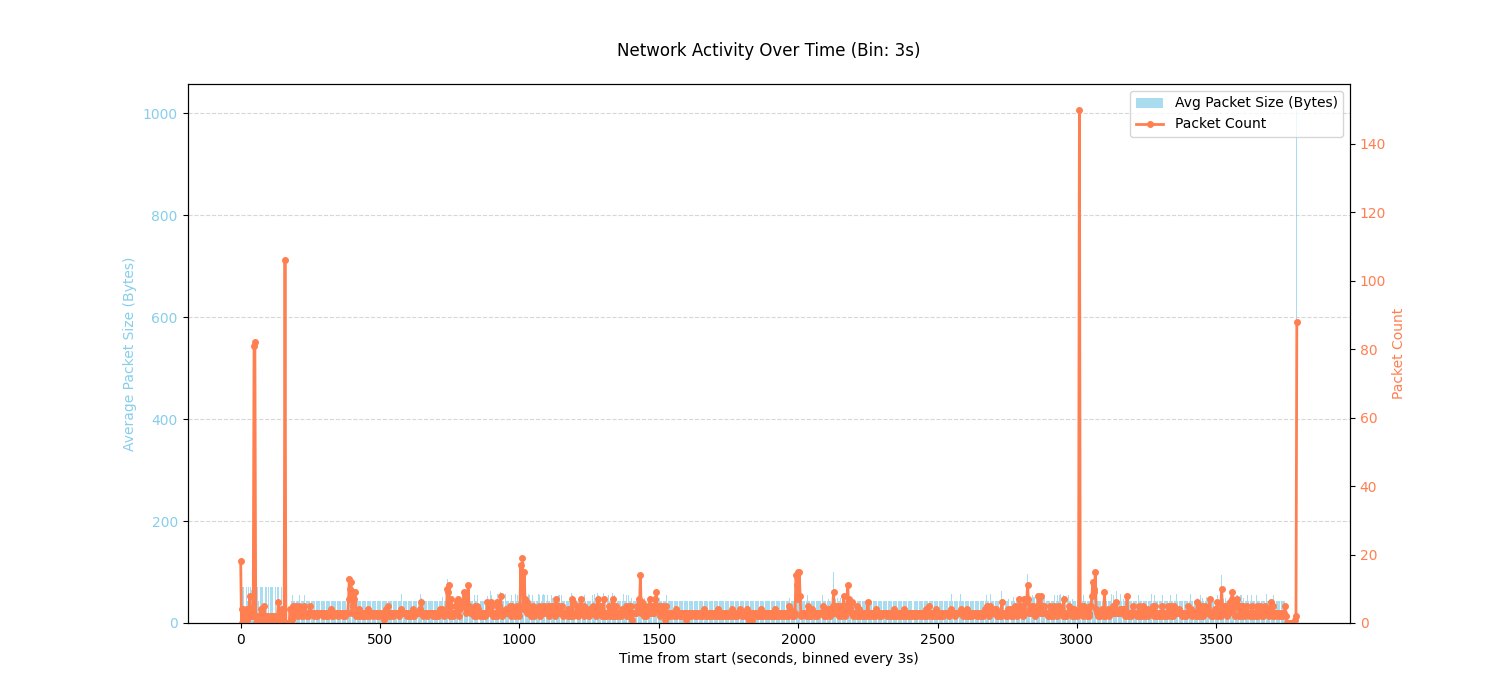 Network Activity Over Time (Bin: 3s)
Avg Packet Size (Bytes)
Packet Count
1000
800
600
400
200
0
Average Packet Size (Bytes)
140
120
100
80
60
40
20
0
Packet Count
0 500 1000 1500 2000 2500 3000 3500
Time from start (seconds, binned every 3s)